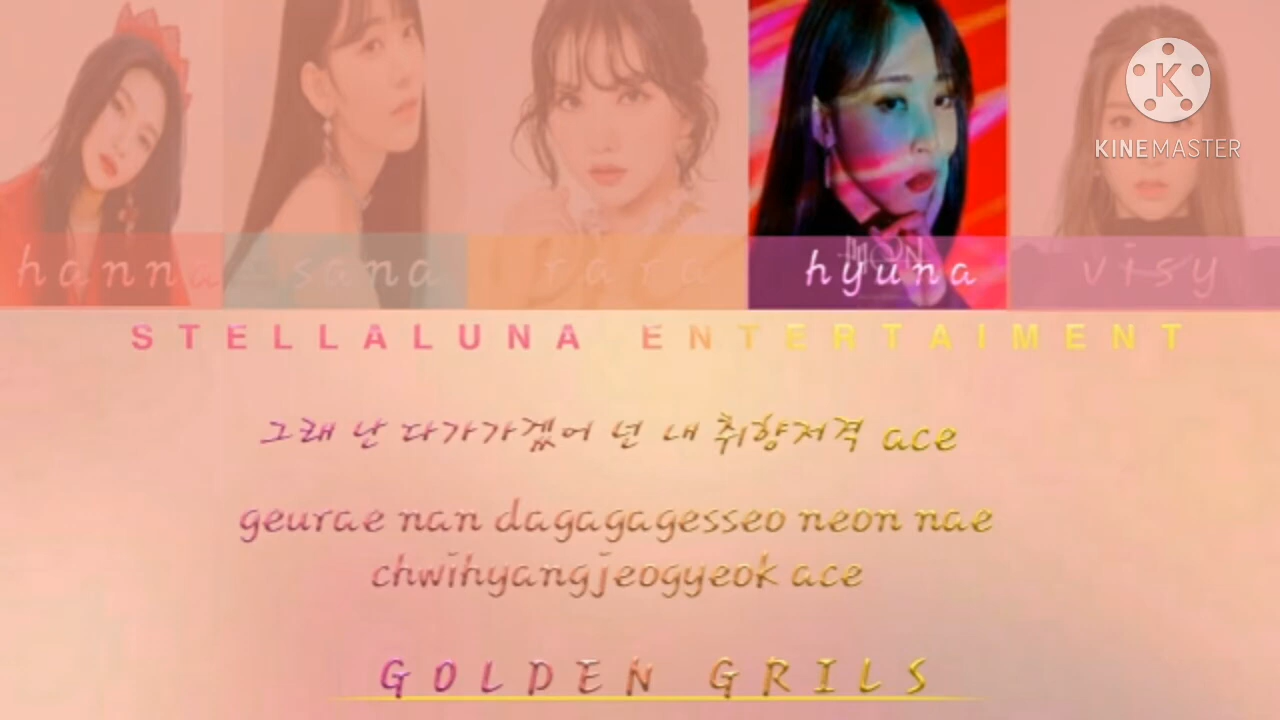 KINEMASTER
hanna sana rara hyuna visy
STELLALUNA ENTERTAIMENT
그래 난 다가가겠어 넌 내 취향저격 ace
geurae nan dagagagesseo neon nae
chwihyangjeogyeok ace
GOLDEN GRILS